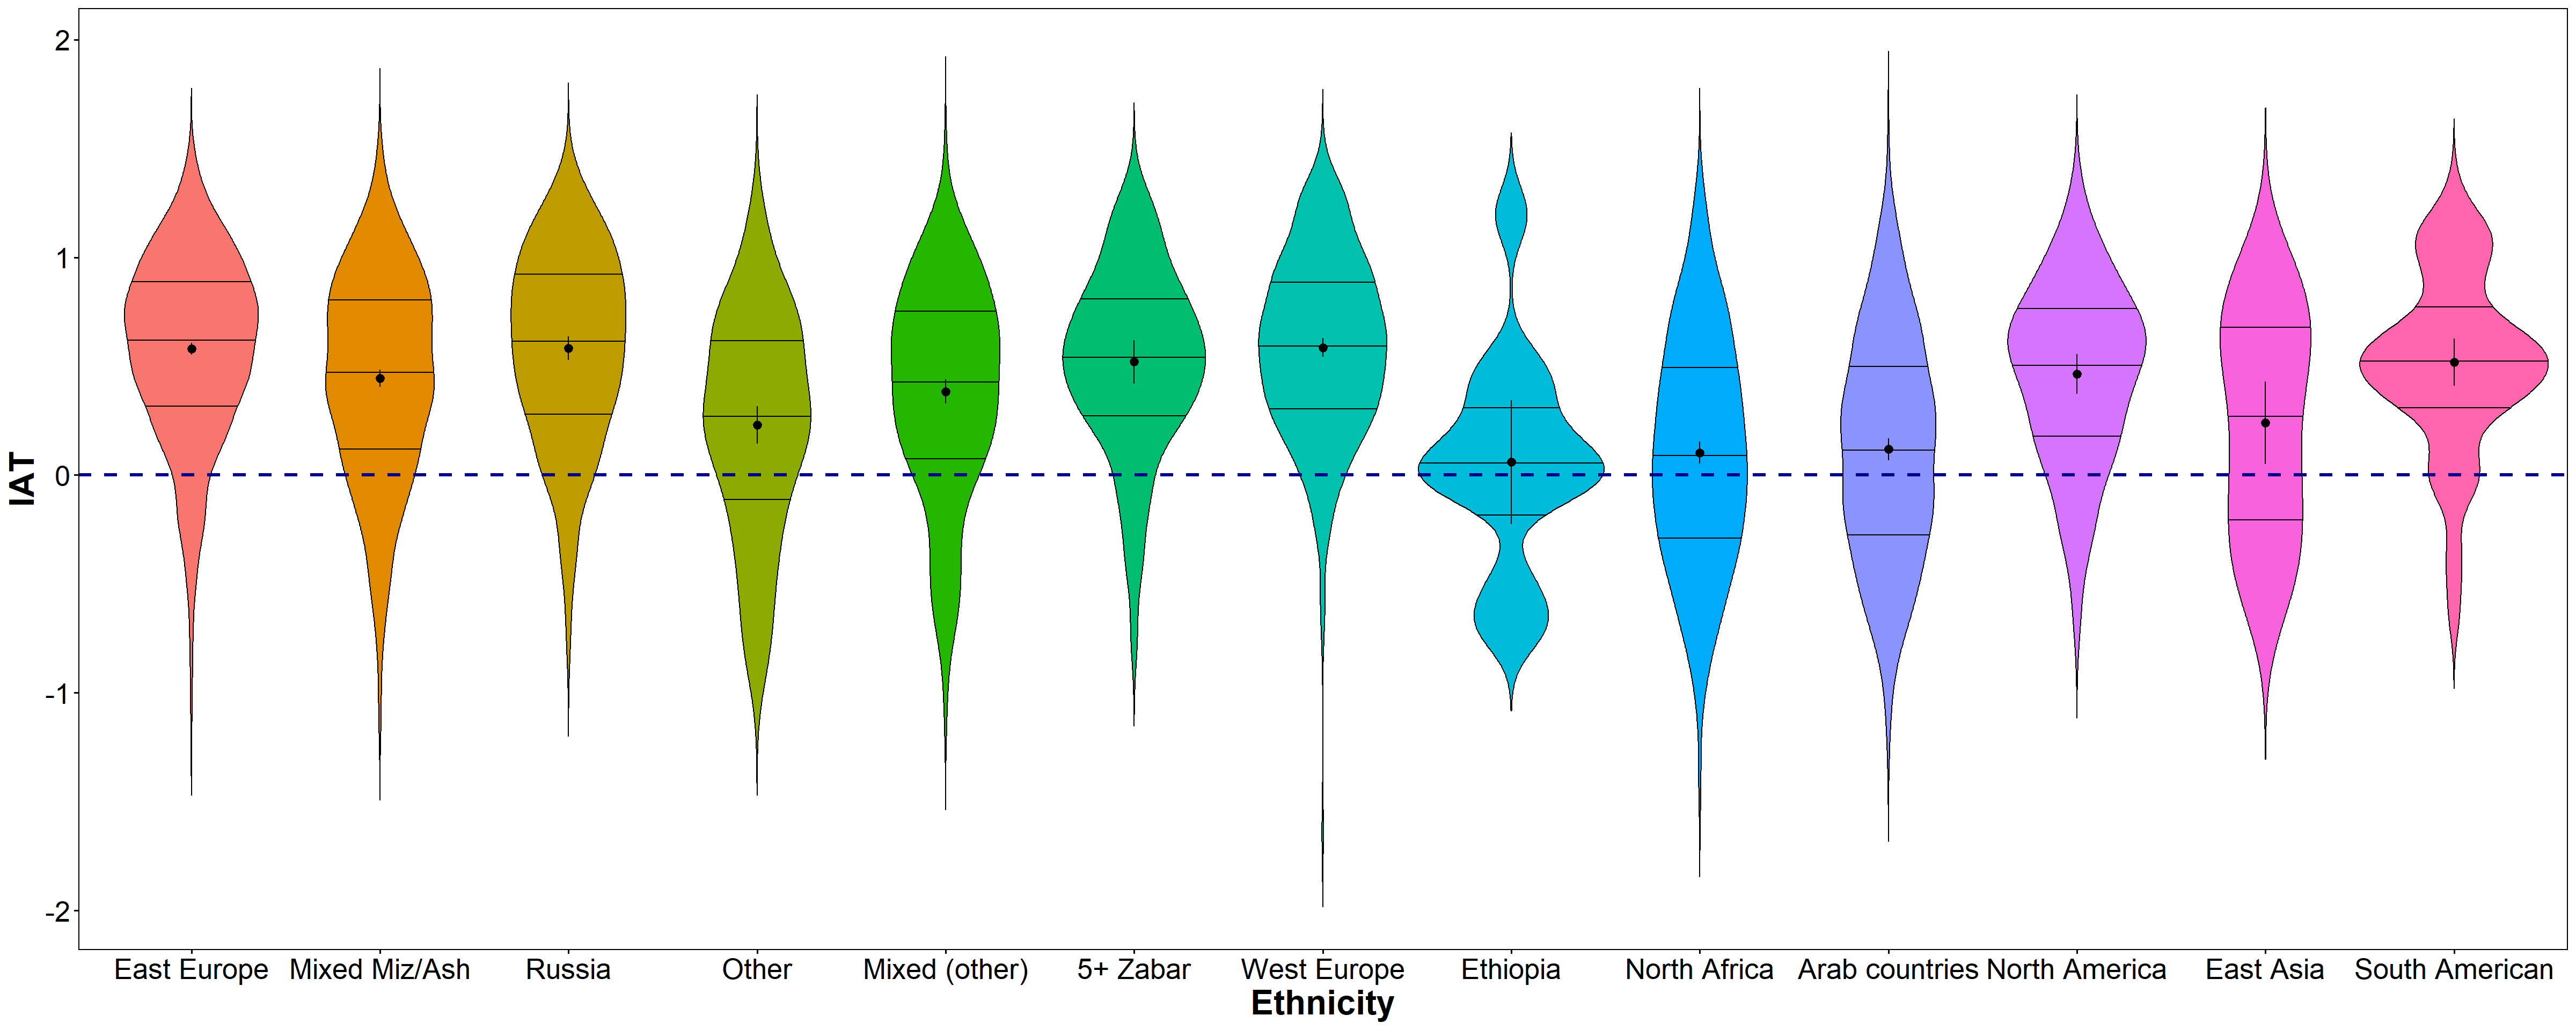 2
1
0
-1
-2
IAT
East Europe Mixed Miz/Ash Russia Other Mixed (other) 5+ Zabar West Europe Ethiopia North Africa Arab countries North America East Asia South American
Ethnicity